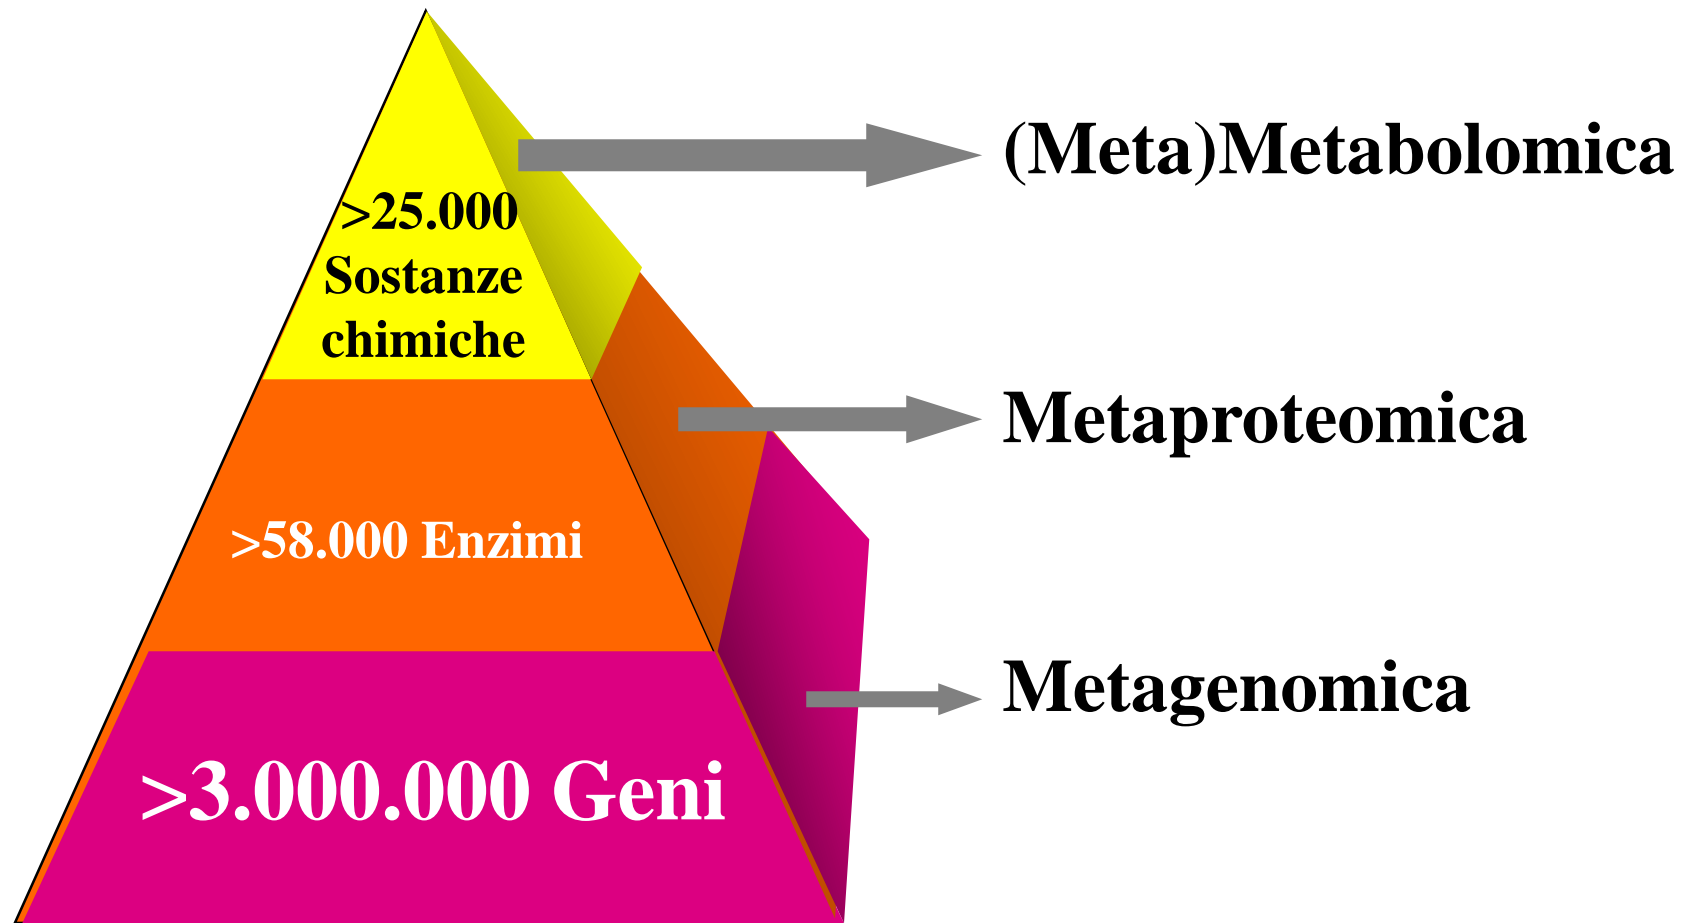 (Meta)Metabolomica
>25.000
Sostanze
chimiche
Metaproteomica
>58.000 Enzimi
Metagenomica
>3.000.000 Geni